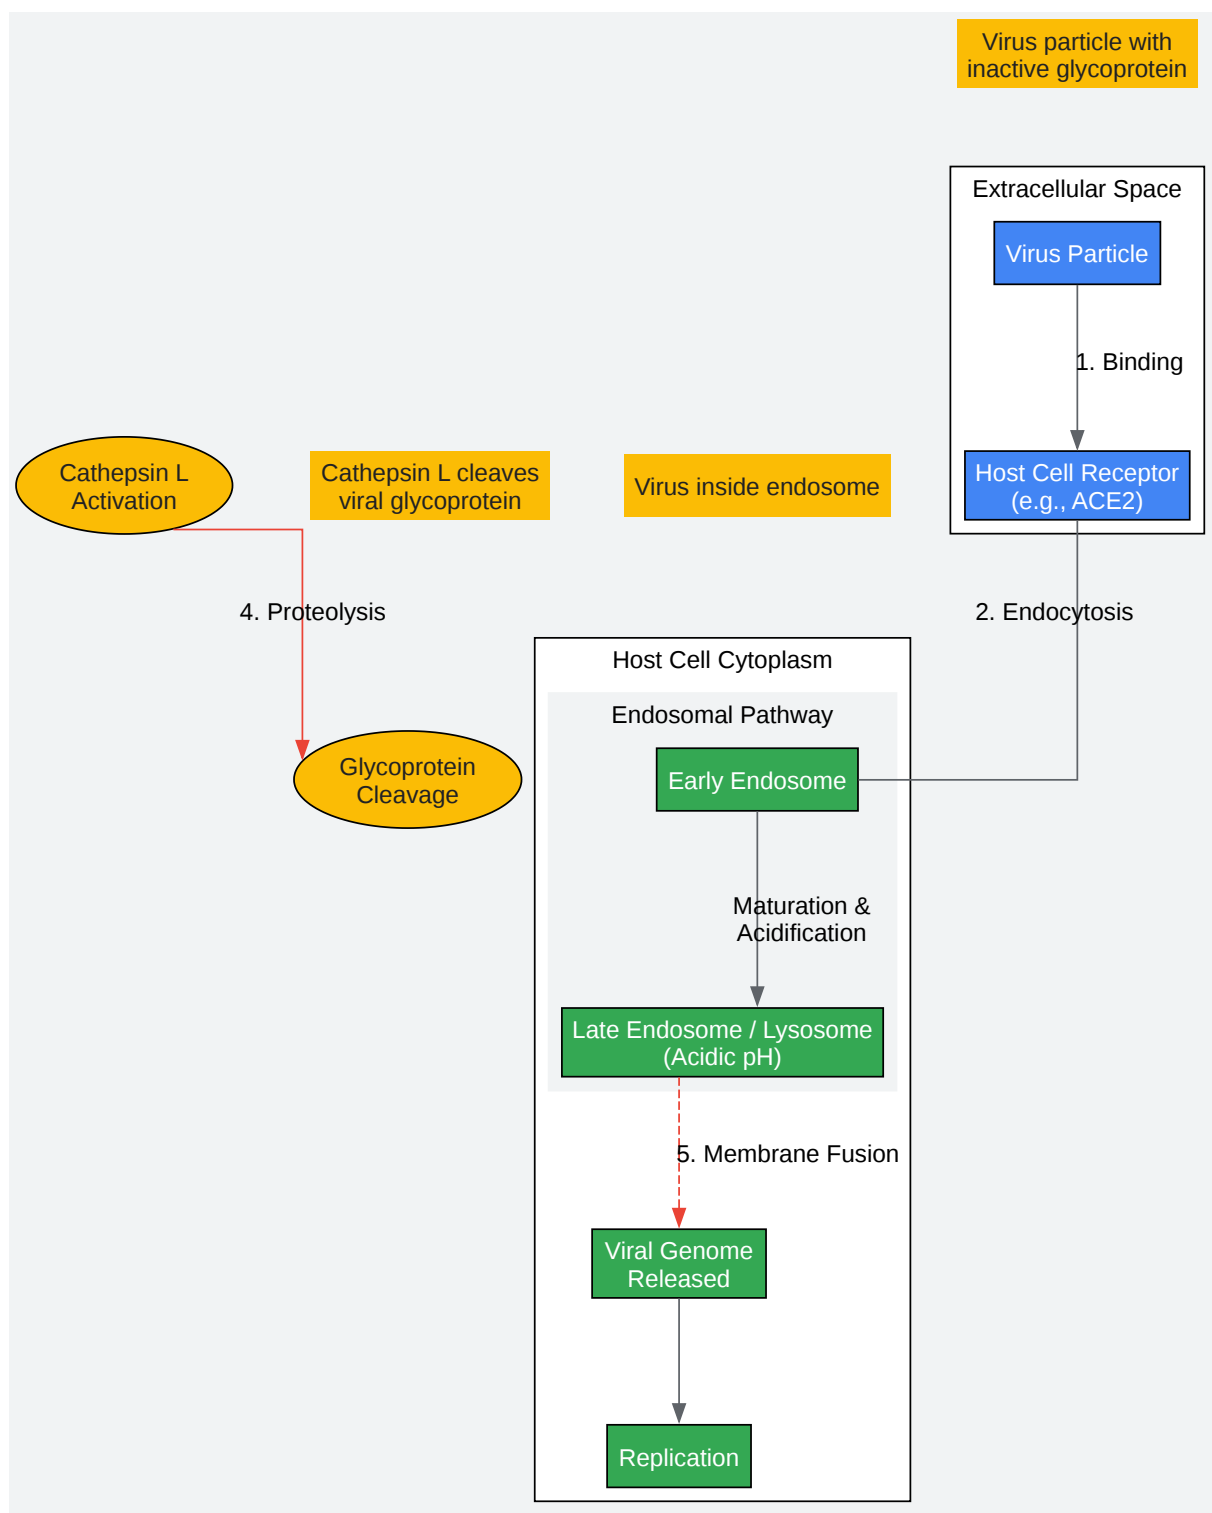 Virus particle with
inactive glycoprotein
Extracellular Space
Virus Particle
1. Binding
Host Cell Receptor
(e.g., ACE2)
Cathepsin L
Activation
Cathepsin L cleaves
viral glycoprotein
Virus inside endosome
4. Proteolysis
2. Endocytosis
Host Cell Cytoplasm
Endosomal Pathway
Early Endosome
Glycoprotein
Cleavage
Maturation &
Acidification
Late Endosome / Lysosome
(Acidic pH)
5. Membrane Fusion
Viral Genome
Released
Replication